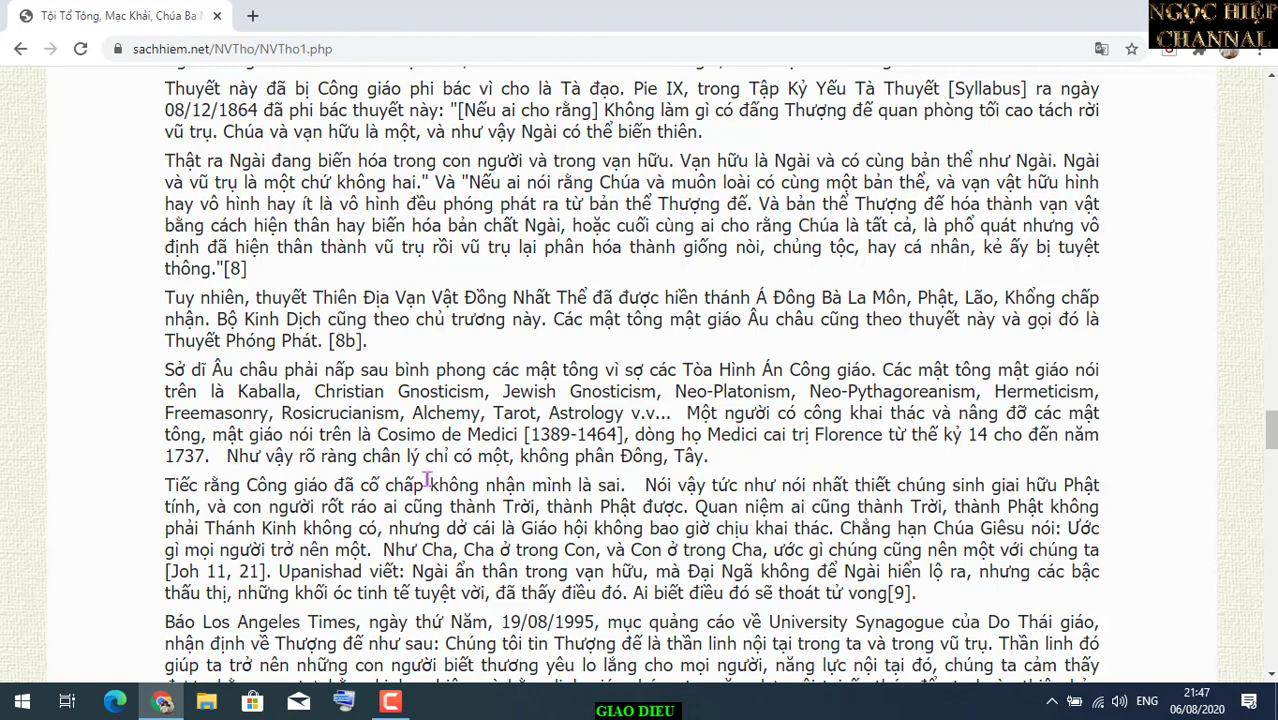 Tội Tổ Tông, Mạc Khải, Chúa Ba
NGỌC HIỆP
CHANNAL
sachhiem.net/NVTho/NVTho1.php
Thuyết này đã bị Công giáo phi bác vì cho là Tà đạo. Pie IX, trong Tập Kỷ Yếu Tà Thuyết [Syllabus] ra ngày
08/12/1864 đã phi bác thuyết này: "[Nếu ai cho rằng] Không làm gì có đấng Thượng đế quan phòng tối cao tách rời
vũ trụ. Chúa và vạn hữu là một, và như vậy Ngài có thể biến thiên.
Thật ra Ngài đang biến hóa trong con người và trong vạn hữu. Vạn hữu là Ngài và có cùng bản thể như Ngài. Ngài
và vũ trụ là một chứ không hai." Và "Nếu ai nói rằng Chúa và muôn loài có cùng một bản thể, và vạn vật hữu hình
hay vô hình hay ít là vô hình đều phóng phát ra từ bản thể Thượng đế. Và bản thể Thượng đế hóa thành vạn vật
bằng cách hiện thân hay biến hóa bản chất Ngài, hoặc cuối cùng ai cho rằng Chúa là tất cả, là phổ quát nhưng vô
định đã hiện thân thành vũ trụ rồi vũ trụ lại phân hóa thành giống nòi, chủng tộc, hay cá nhân, kẻ ấy bị tuyệt
thông."[8]
Tuy nhiên, thuyết Thiên Địa Vạn Vật Đồng Nhất Thể đã được hiền thánh Á Đông Bà La Môn, Phật, Lão, Khổng chấp
nhận. Bộ Kinh Dịch cũng theo chủ trương này. Các mật tông mật giáo Âu châu cũng theo thuyết này và gọi đó là
Thuyết Phóng Phát. [8b].
Sở dĩ Âu châu phải nấp sau bình phong các mật tông vì sợ các Tòa Hình Án Công giáo. Các mật tông mật giáo nói
trên là Kaballa, Christian Gnosticism, Jewish Gnosticism, Neo-Platonism, Neo-Pythagoreanism, Hermeticism,
Freemasonry, Rosicrucianism, Alchemy, Tarot, Astrology v.v... Một người có công khai thác và nâng đỡ các mật
tông, mật giáo nói trên là Cosimo de Medici [1389-1464], dòng họ Medici cai trị Florence từ thế kỷ 14 cho đến năm
1737. Như vậy rõ ràng chân lý chỉ có một, không phân Đông, Tây.
Tiếc rằng Công giáo đã cố chấp không nhận mình là sai. Nói vậy tức như nói nhất thiết chúng sinh giai hữu Phật
tính, và con người rốt ráo ai cũng thành Trời, thành Phật được. Quan niệm ai cũng thành Trời, thành Phật không
phải Thánh Kinh không có, nhưng dở cái là Giáo hội không bao giờ chịu khai thác. Chẳng hạn Chúa Giêsu nói: Ước
gì mọi người trở nên một. Như Cha, Cha ở trong Con, và Con ở trong Cha, ước gì chúng cũng nên một với chúng ta
[Joh 11, 21]. Upanishad viết: Ngài ẩn thân trong vạn hữu, mà Đại Ngã không để Ngài hiển lộ ra, nhưng các bậc
thấu thị, những khối óc tinh tế tuyệt vời, đã thấy điều đó. Ai biết điều đó sẽ thoát tử vong[9].
Báo Los Angeles Times, ngày thứ Năm, 19/08/1995, mục quảng cáo về University Synagogue của Do Thái giáo,
nhận định về Thượng đế như sau: Chúng tôi tin Thượng đế là thần linh nội tại trong ta và trong vũ trụ. Thần linh đó
giúp ta trở nên những con người biết thương yêu lo lắng cho mọi người, năng lực nội tại đó, chúng ta cảm thấy
ENG
21:47
06/08/2020
GIAO DIEU